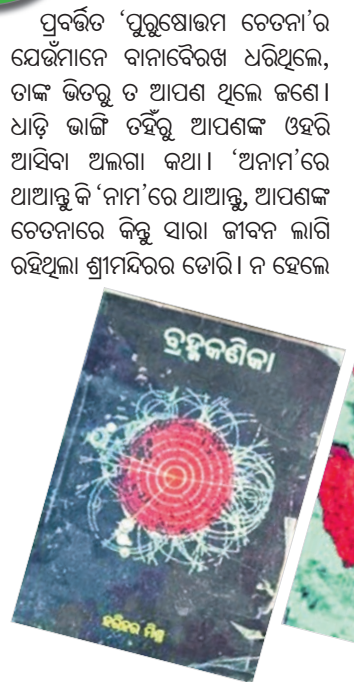 ପ୍ରବର୍ତ୍ତିତ ‘ପୁରୁଷୋତ୍ତମ ଚେତନା’ର
ଯେଉଁମାନେ ବାନାବୈରଖ ଧରିଥିଲେ,
ତାଙ୍କ ଭିତରୁ ତ ଆପଣ ଥିଲେ ଜଣେ।
ଧାଡ଼ି ଭାଙ୍ଗି ତହିଁରୁ ଆପଣଙ୍କ ଓହରି
ଆସିବା ଅଲଗା କଥା। ‘ଅନାମ’ରେ
ଥାଆନ୍ତୁ କି ‘ନାମ’ରେ ଥାଆନ୍ତୁ, ଆପଣଙ୍କ
ଚେତନାରେ କିନ୍ତୁ ସାରା ଜୀବନ ଲାଗି
ରହିଥିଲା ଶ୍ରୀମନ୍ଦିରର ଡୋରି। ନ ହେଲେ
ବ୍ରହ୍ମକଣିକା
ହରିହର ମିଶ୍ର